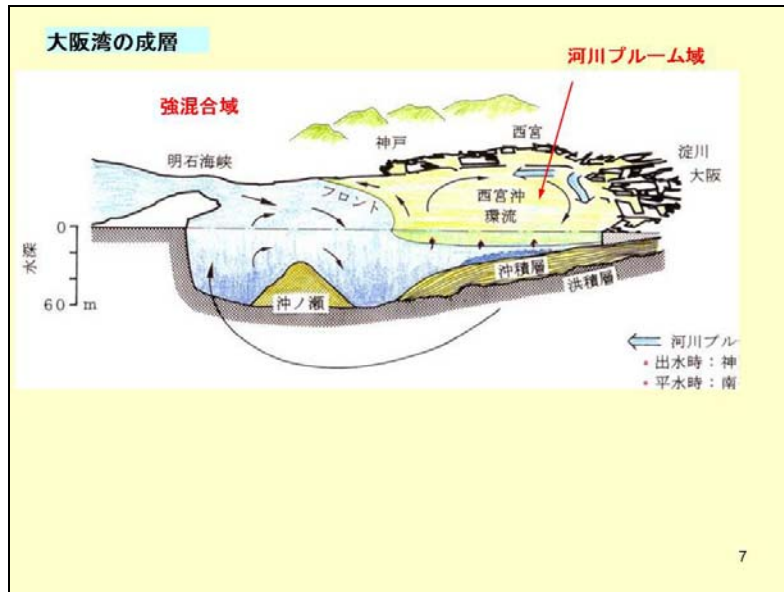 大阪湾の成層
河川プルーム域
強混合域
西宮
神戸
淀川
大阪
明石海峡
フロント
西宮沖
環流
0
水深
60 m
沖ノ瀬
沖積層
洪積層
河川プル
・出水時：神
・平水時：南
7